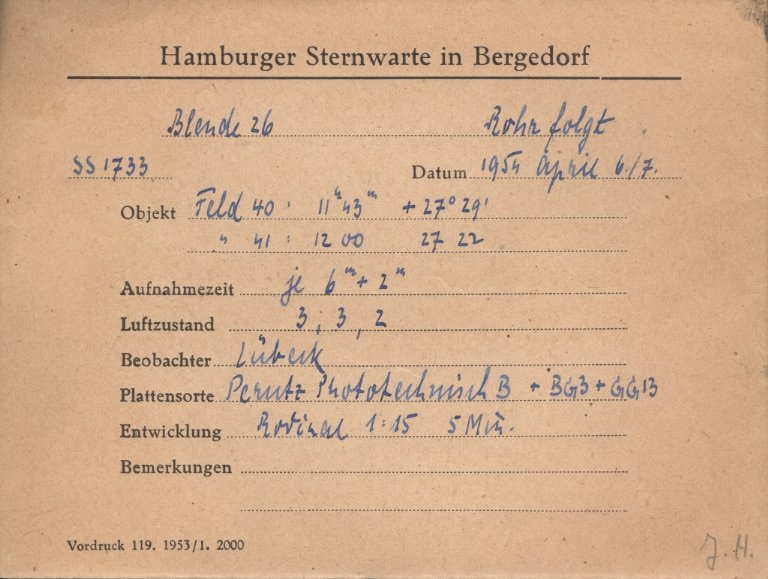 Hamburger Sternwarte in Bergedorf
Blende 26 Rohr folgt
SS 1733 Datum 1954 April 6./7.
Objekt Feld 40 : 11ʰ43ᵐ +27°29'
" 41 : 12 00 27 22
Aufnahmezeit je 6ᵐ + 2ᵐ
Luftzustand 3, 3, 2
Beobachter Lübeck
Plattensorte Perutz Phototechnisch B + BG3 + GG13
Entwicklung Rodinal 1:15 5 Min.
Bemerkungen
Vordruck 119. 1953/1. 2000
J.H.